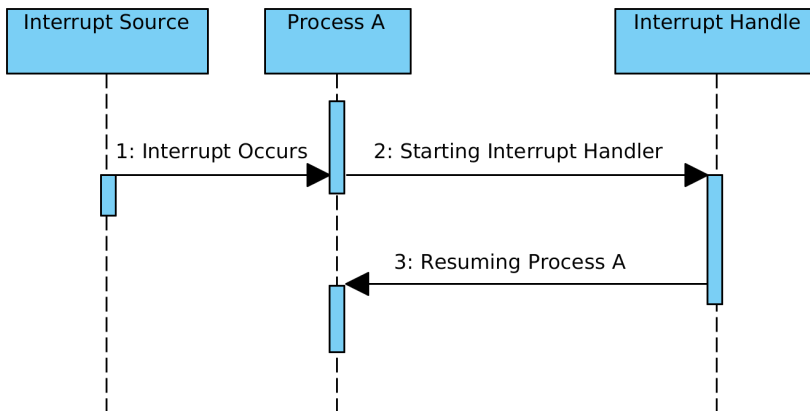 Interrupt Source
Process A
Interrupt Handle
1: Interrupt Occurs
2: Starting Interrupt Handler
3: Resuming Process A